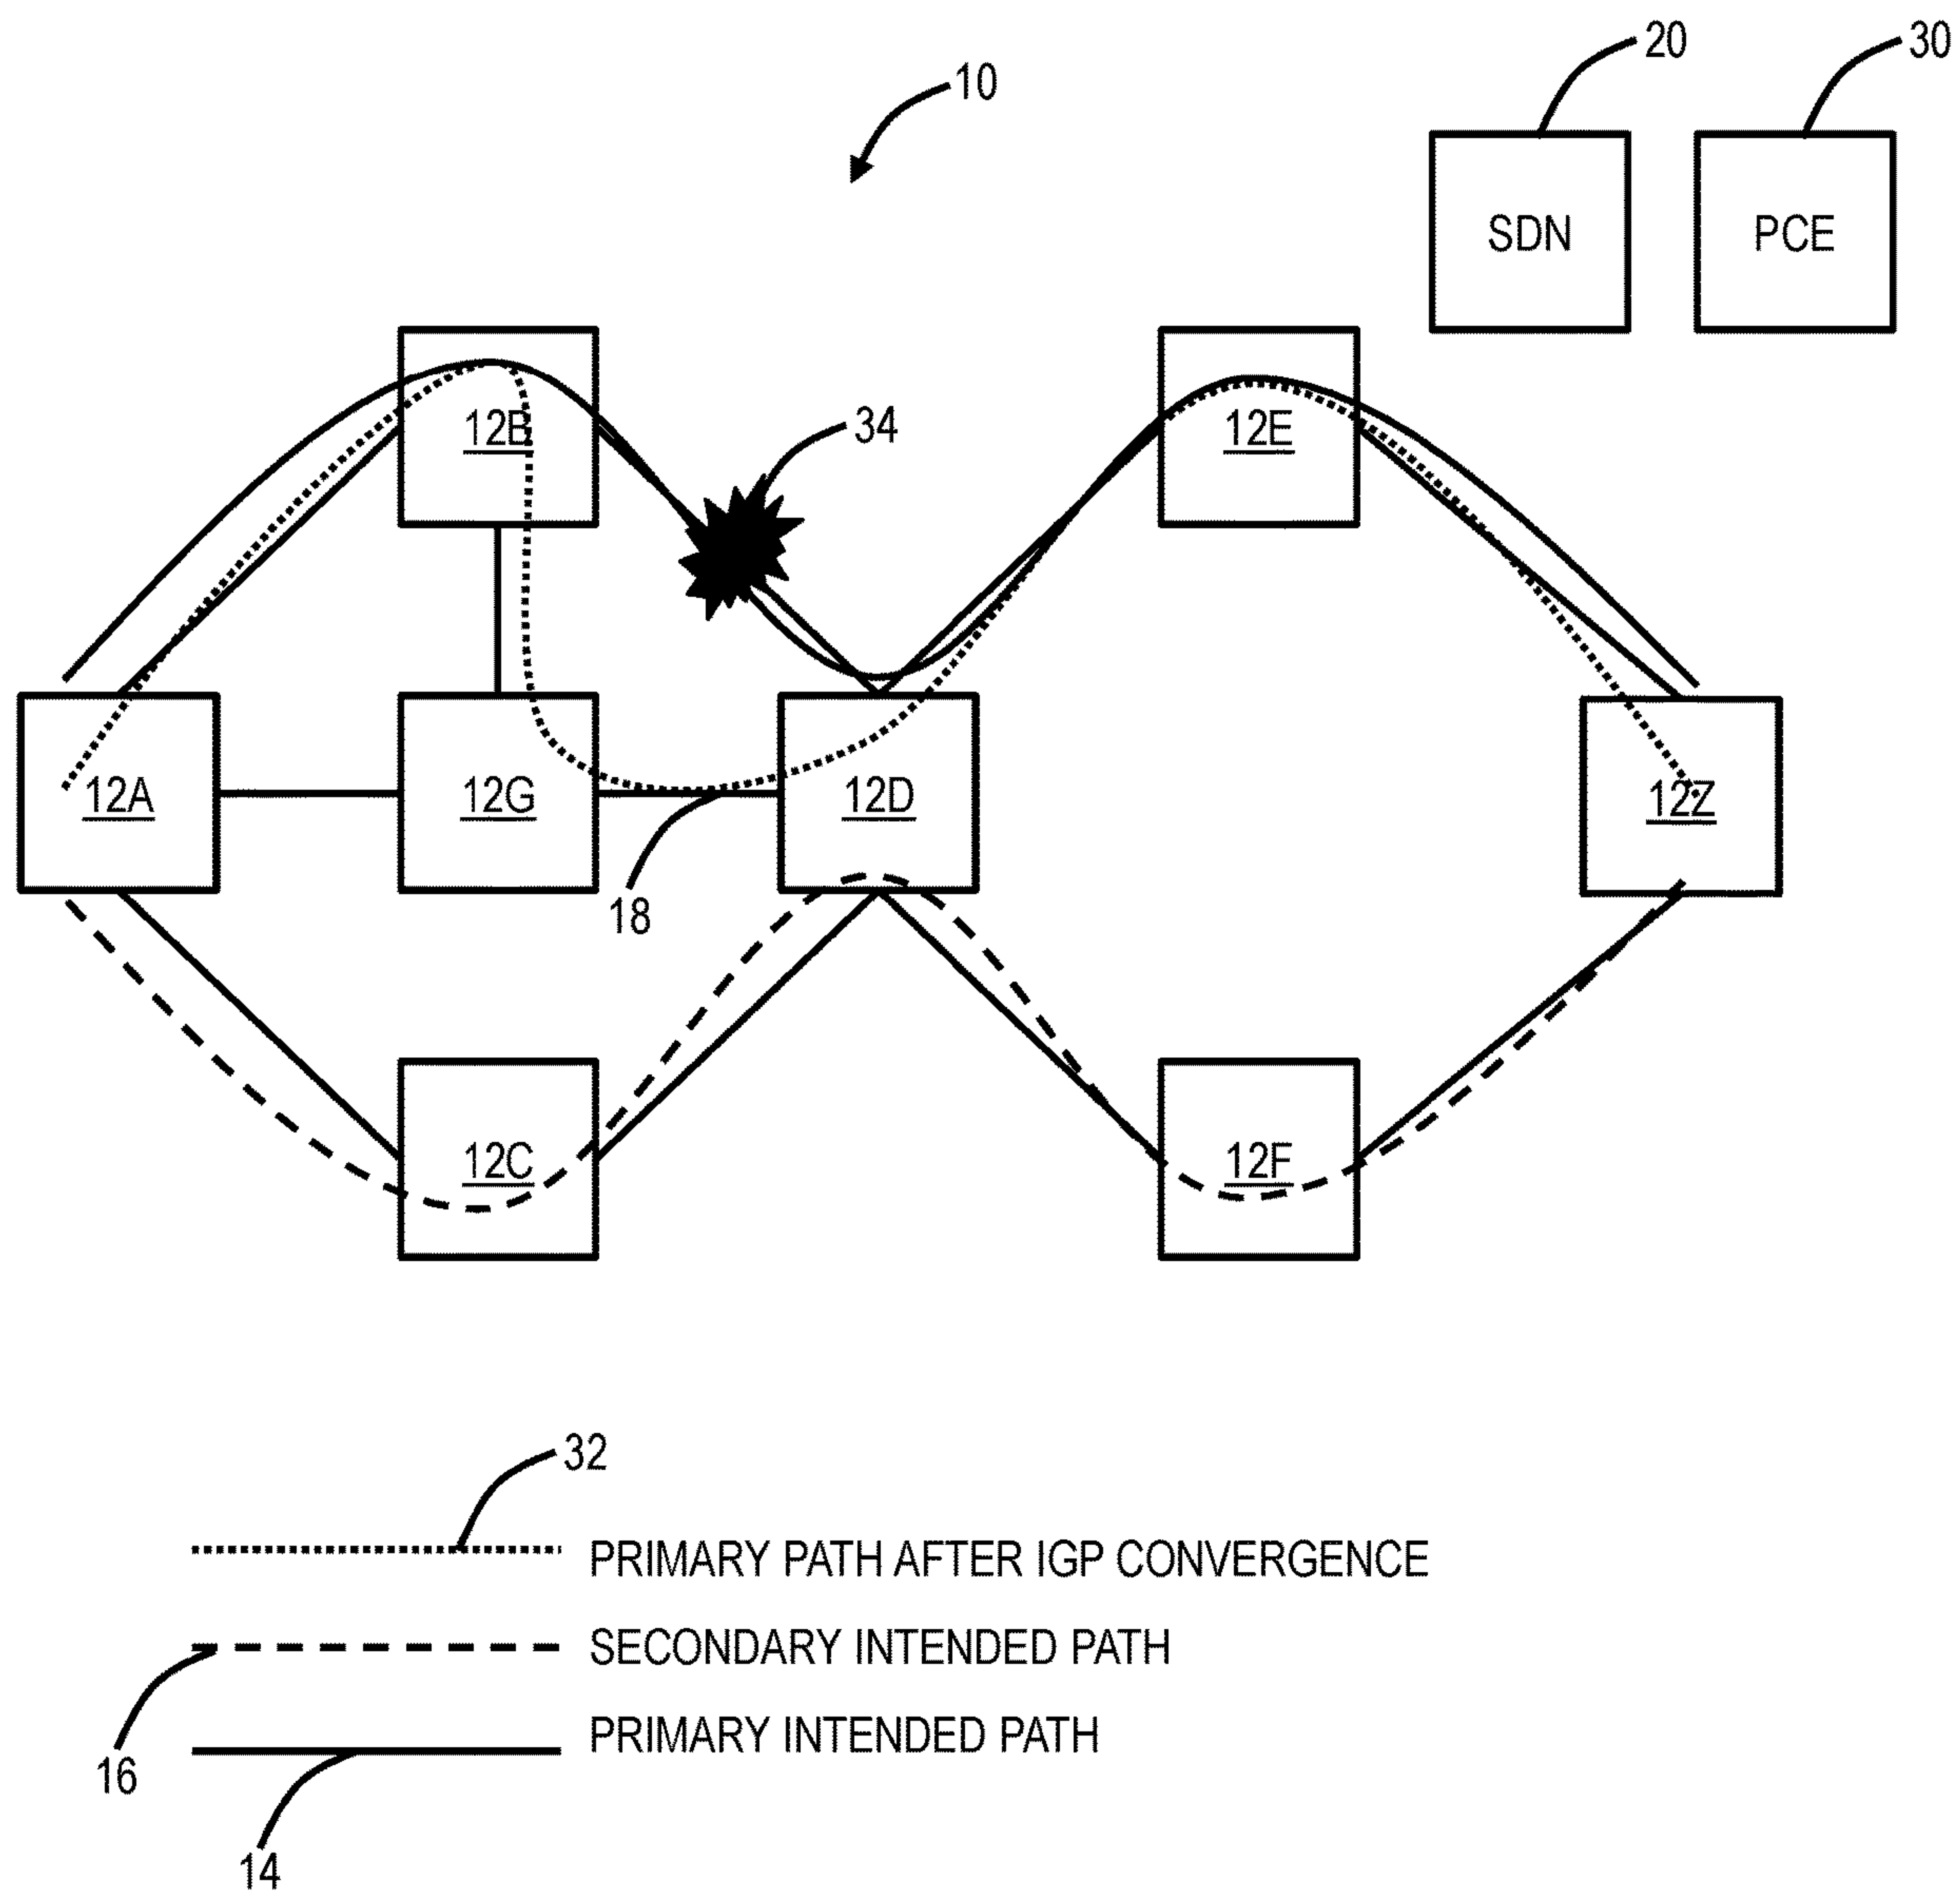 20
30
10
SDN
PCE
34
12B
12E
12A
12G
12D
12Z
18
12C
12F
32
PRIMARY PATH AFTER IGP CONVERGENCE
SECONDARY INTENDED PATH
PRIMARY INTENDED PATH
16
14